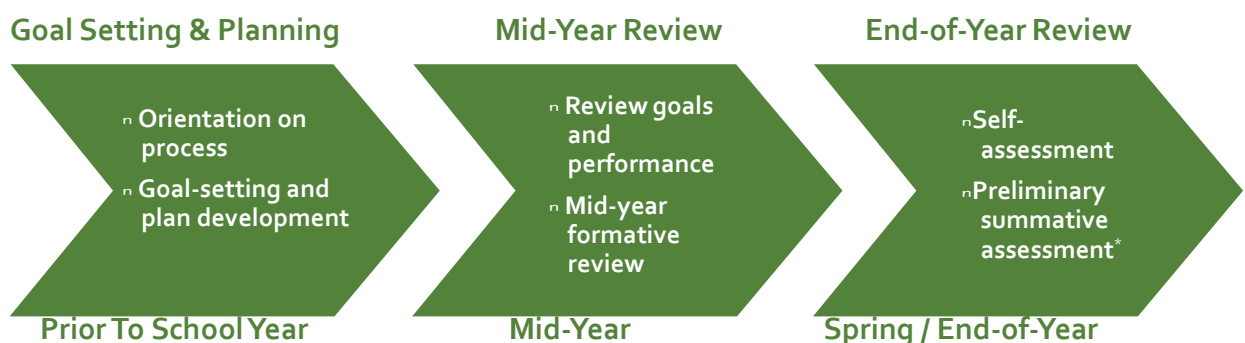 Goal Setting & Planning
Mid-Year Review
End-of-Year Review
n Orientation on
process
n Goal-setting and
plan development
n Review goals
and
performance
n Mid-year
formative
review
nSelf-
assessment
nPreliminary
summative
assessment*
Prior To School Year
Mid-Year
Spring / End-of-Year